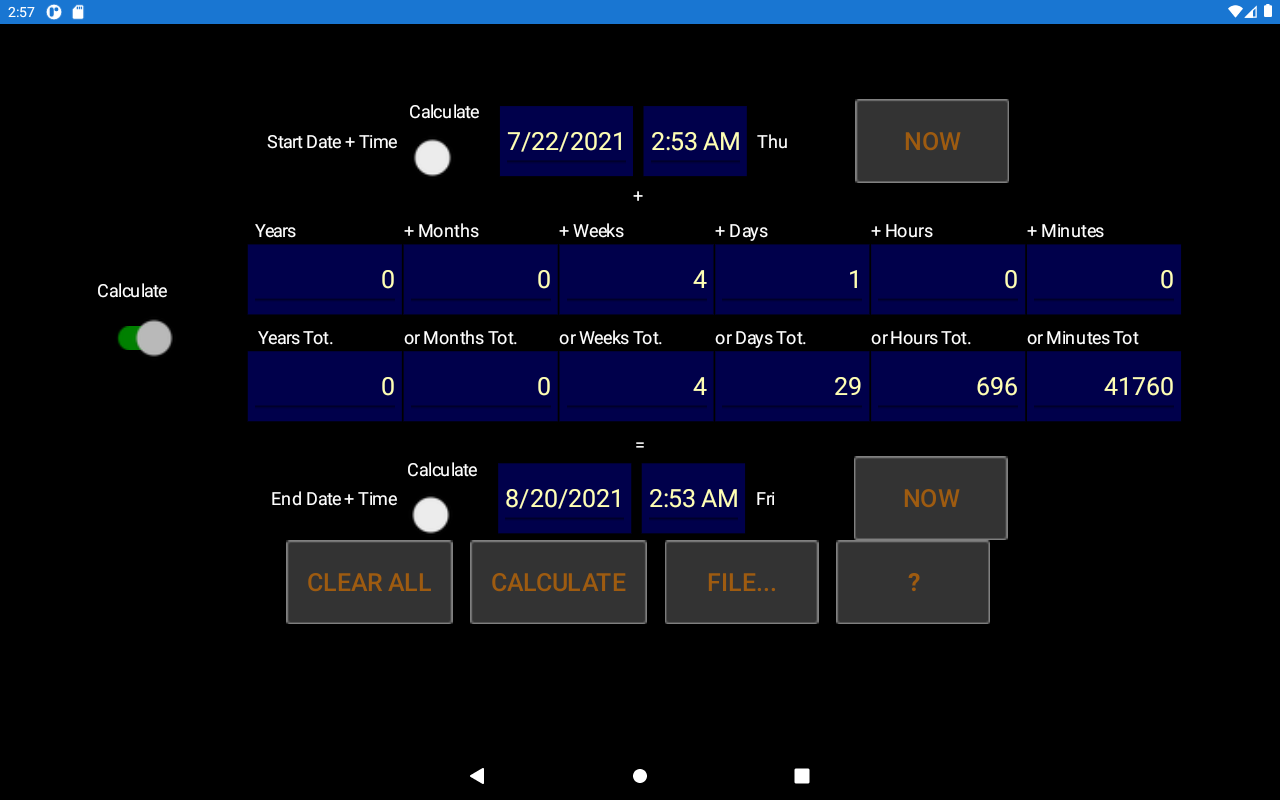 2:57
Calculate
Start Date + Time 7/22/2021 2:53 AM Thu NOW
+
Years + Months + Weeks + Days + Hours + Minutes
0 0 4 1 0 0
Calculate
Years Tot. or Months Tot. or Weeks Tot. or Days Tot. or Hours Tot. or Minutes Tot
0 0 4 29 696 41760
=
Calculate
End Date + Time 8/20/2021 2:53 AM Fri NOW
CLEAR ALL CALCULATE FILE... ?